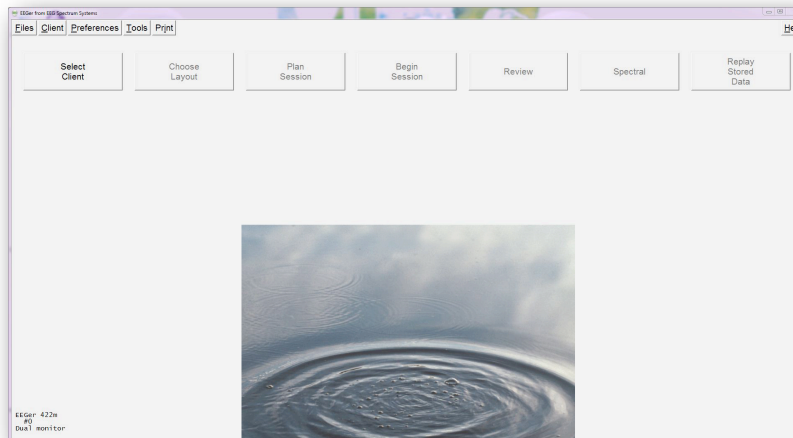 EEGer from EEG Spectrum Systems
Files Client Preferences Tools Print He
Select
Client
Choose
Layout
Plan
Session
Begin
Session
Review
Spectral
Replay
Stored
Data
EEGer 422m
#0
Dual monitor